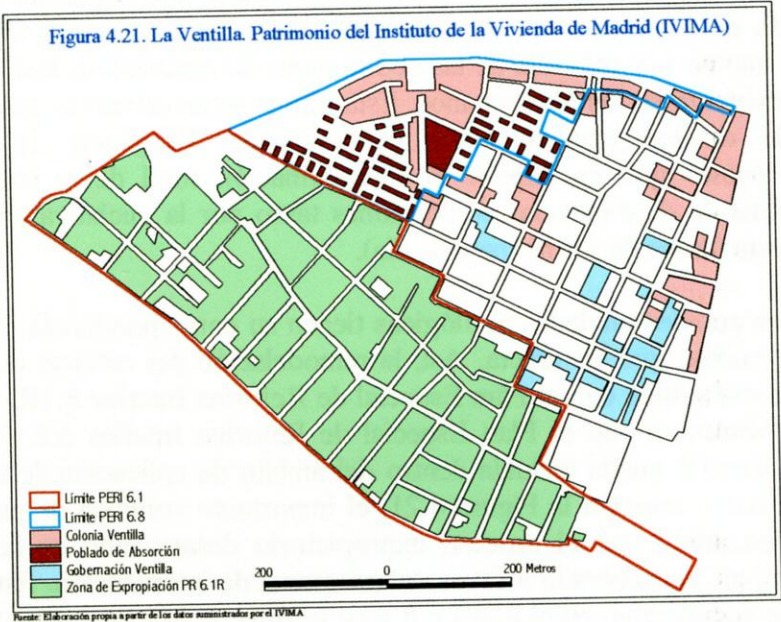 Figura 4.21. La Ventilla. Patrimonio del Instituto de la Vivienda de Madrid (IVIMA)
Límite PERI 6.1
Límite PERI 6.8
Colonia Ventilla
Poblado de Absorción
Gobernación Ventilla
Zona de Expropiación PR 6.1R
200 0 200 Metros
Fuente: Elaboración propia a partir de los datos suministrados por el IVIMA